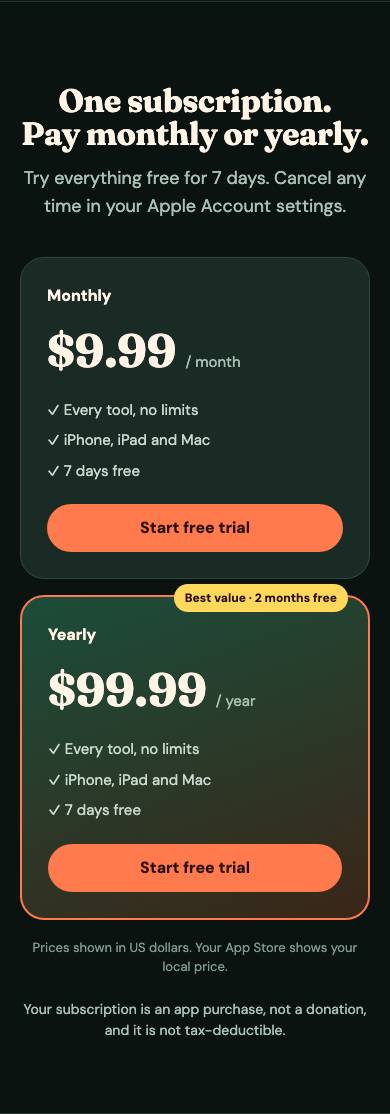 One subscription.
Pay monthly or yearly.
Try everything free for 7 days. Cancel any
time in your Apple Account settings.
Monthly
$9.99 / month
✓ Every tool, no limits
✓ iPhone, iPad and Mac
✓ 7 days free
Start free trial
Best value · 2 months free
Yearly
$99.99 / year
✓ Every tool, no limits
✓ iPhone, iPad and Mac
✓ 7 days free
Start free trial
Prices shown in US dollars. Your App Store shows your
local price.
Your subscription is an app purchase, not a donation,
and it is not tax-deductible.